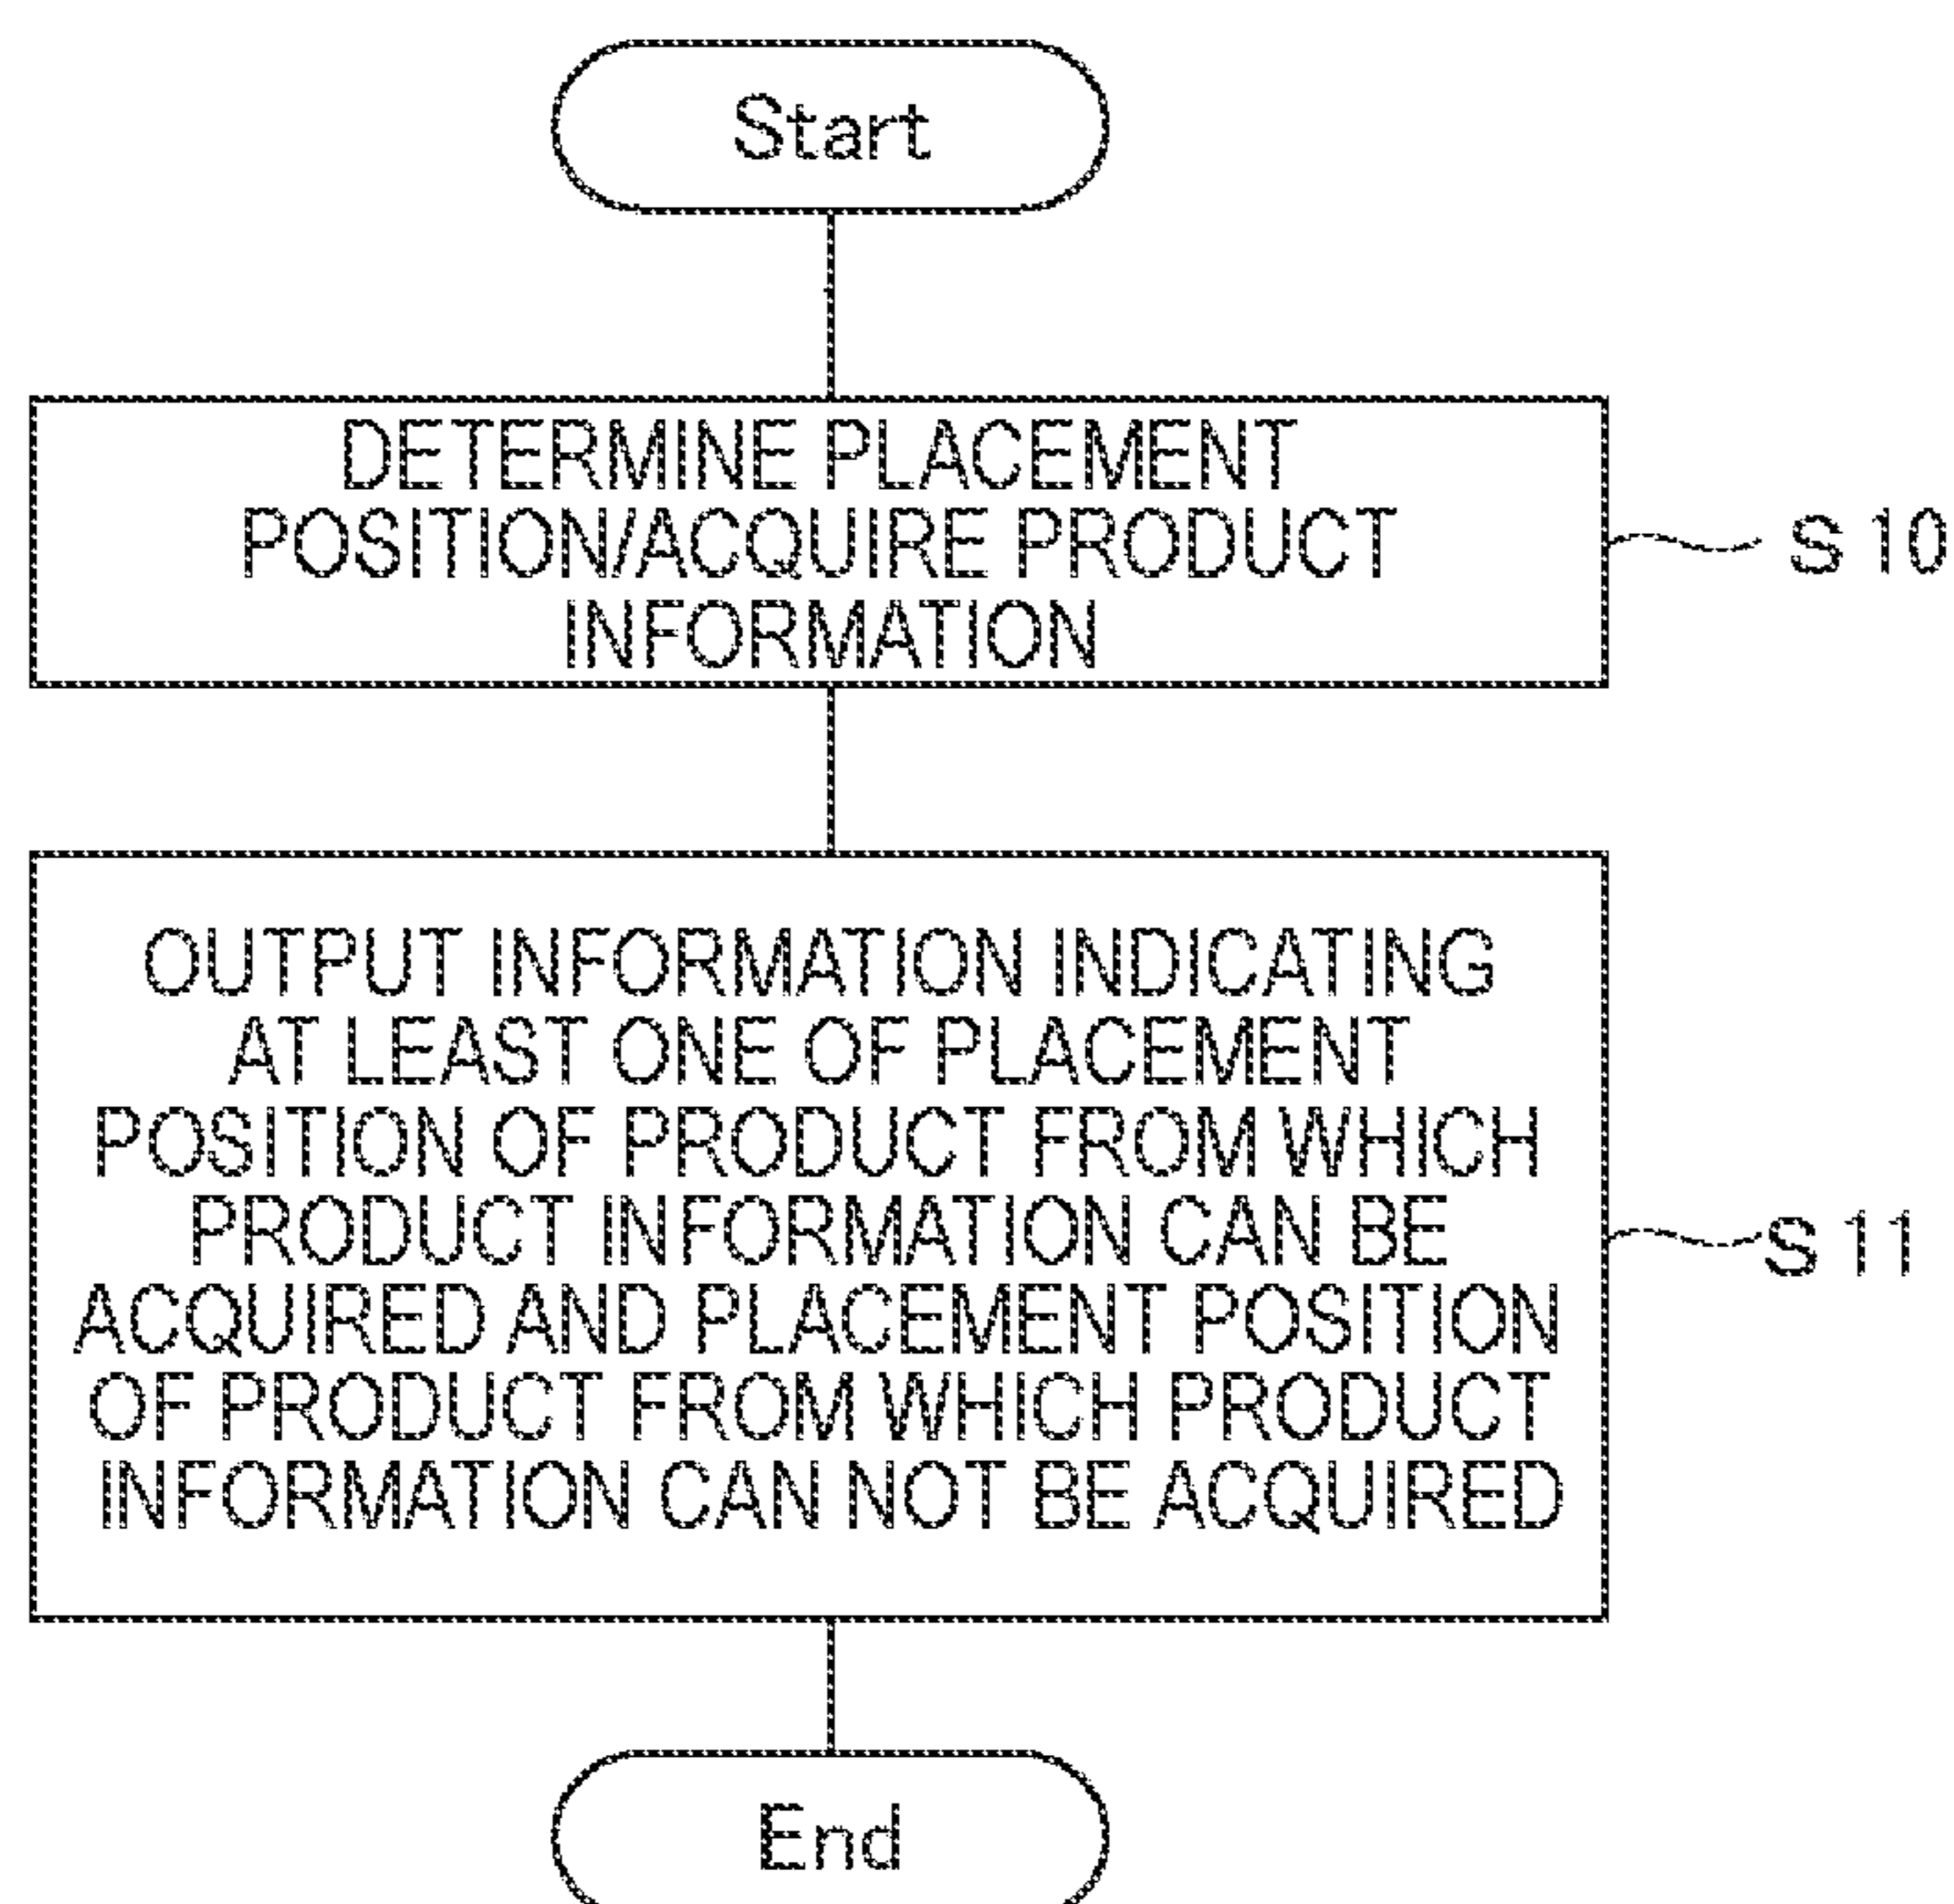 Start
DETERMINE PLACEMENT
POSITION/ACQUIRE PRODUCT
INFORMATION
S10
OUTPUT INFORMATION INDICATING
AT LEAST ONE OF PLACEMENT
POSITION OF PRODUCT FROM WHICH
PRODUCT INFORMATION CAN BE
ACQUIRED AND PLACEMENT POSITION
OF PRODUCT FROM WHICH PRODUCT
INFORMATION CAN NOT BE ACQUIRED
S11
End